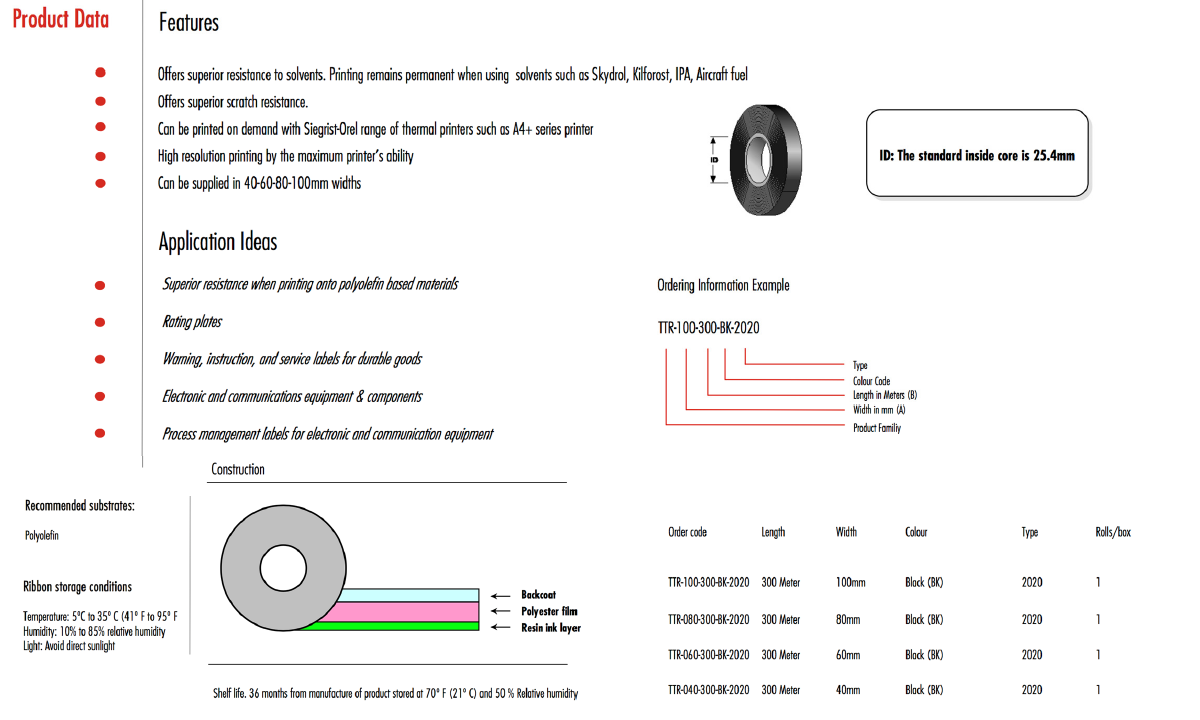 Product Data
Features
Offers superior resistance to solvents. Printing remains permanent when using solvents such as Skydrol, Kilforost, IPA, Aircraft fuel
Offers superior scratch resistance.
Can be printed on demand with Siegrist-Orel range of thermal printers such as A4+ series printer
High resolution printing by the maximum printer's ability
Can be supplied in 40-60-80-100mm widths
ID
ID: The standard inside core is 25.4mm
Application Ideas
Superior resistance when printing onto polyolefin based materials
Rating plates
Warning, instruction, and service labels for durable goods
Electronic and communications equipment & components
Process management labels for electronic and communication equipment
Ordering Information Example
TTR-100-300-BK-2020
Type
Colour Code
Length in Meters (B)
Width in mm (A)
Product Familiy
Construction
Recommended substrates:
Polyolefin
Ribbon storage conditions
Temperature: 5°C to 35° C (41° F to 95° F
Humidity: 10% to 85% relative humidity
Light: Avoid direct sunlight
Backcoat
Polyester film
Resin ink layer
Shelf life. 36 months from manufacture of product stored at 70° F (21° C) and 50 % Relative humidity
Order code Length Width Colour Type Rolls/box
TTR-100-300-BK-2020 300 Meter 100mm Black (BK) 2020 1
TTR-080-300-BK-2020 300 Meter 80mm Black (BK) 2020 1
TTR-060-300-BK-2020 300 Meter 60mm Black (BK) 2020 1
TTR-040-300-BK-2020 300 Meter 40mm Black (BK) 2020 1